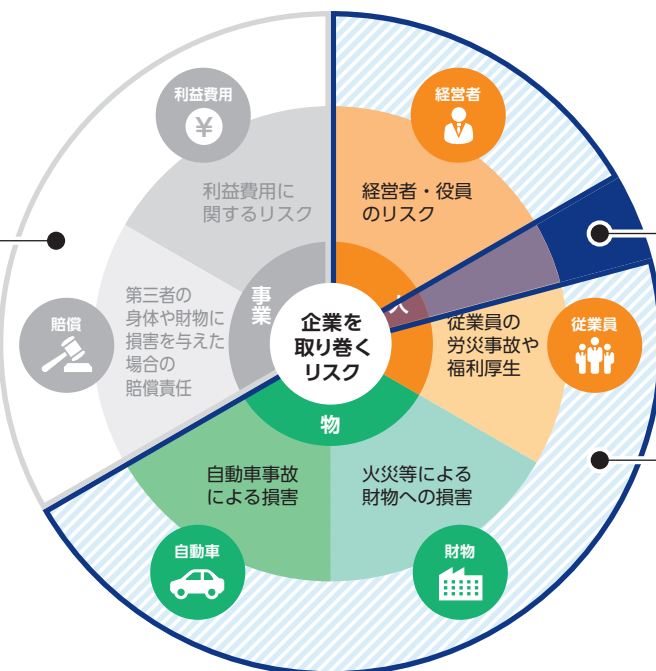 利益費用
¥
経営者
利益費用に
関するリスク
経営者・役員
のリスク
事業
人
第三者の
身体や財物に
損害を与えた
場合の
賠償責任
賠償
企業を
取り巻く
リスク
従業員の
労災事故や
福利厚生
従業員
物
自動車事故
による損害
火災等による
財物への損害
自動車
財物